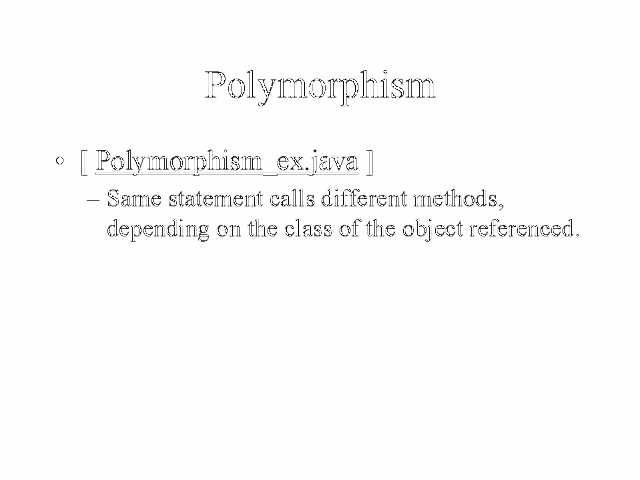 Polymorphism
• [ Polymorphism_ex.java ]
– Same statement calls different methods,
depending on the class of the object referenced.